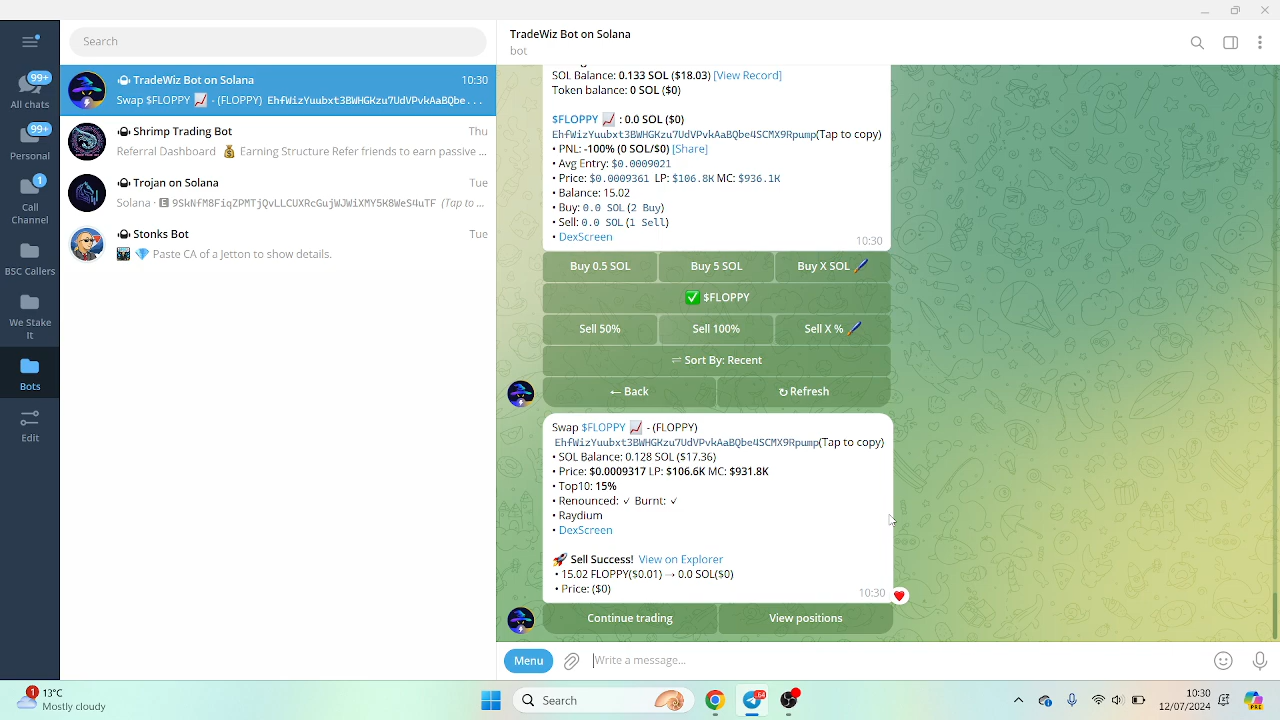 Search
TradeWiz Bot on Solana
bot
99+
All chats
99+
Personal
1
Call
Channel
BSC Callers
We Stake
It
Bots
Edit
TradeWiz Bot on Solana 10:30
Swap $FLOPPY 📈 - (FLOPPY) EhfWizYuubxt3BWHGKzu7UdVPvkAaBQbe...
Shrimp Trading Bot Thu
Referral Dashboard 💰 Earning Structure Refer friends to earn passive ...
Trojan on Solana Tue
Solana · 🅴 9SkNfM8FiqZPMTjQvLLCUXRcGujWJWiXMY5K8WeS4uTF (Tap to ...
Stonks Bot Tue
💎 Paste CA of a Jetton to show details.
SOL Balance: 0.133 SOL ($18.03) [View Record]
Token balance: 0 SOL ($0)
$FLOPPY 📈 : 0.0 SOL ($0)
EhfWizYuubxt3BWHGKzu7UdVPvkAaBQbe4SCMX9Rpump(Tap to copy)
• PNL: -100% (0 SOL/$0) [Share]
• Avg Entry: $0.0009021
• Price: $0.0009361 LP: $106.8K MC: $936.1K
• Balance: 15.02
• Buy: 0.0 SOL (2 Buy)
• Sell: 0.0 SOL (1 Sell)
• DexScreen
10:30
Buy 0.5 SOL Buy 5 SOL Buy X SOL 🖊
✅ $FLOPPY
Sell 50% Sell 100% Sell X % 🖊
⇌ Sort By: Recent
← Back ↻ Refresh
Swap $FLOPPY 📈 - (FLOPPY)
EhfWizYuubxt3BWHGKzu7UdVPvkAaBQbe4SCMX9Rpump(Tap to copy)
• SOL Balance: 0.128 SOL ($17.36)
• Price: $0.0009317 LP: $106.6K MC: $931.8K
• Top10: 15%
• Renounced: ✓ Burnt: ✓
• Raydium
• DexScreen
🚀 Sell Success! View on Explorer
• 15.02 FLOPPY($0.01) → 0.0 SOL($0)
• Price: ($0)
10:30 ❤
Continue trading View positions
Menu
Write a message...
1
13°C
Mostly cloudy
Search
10:30
12/07/2024